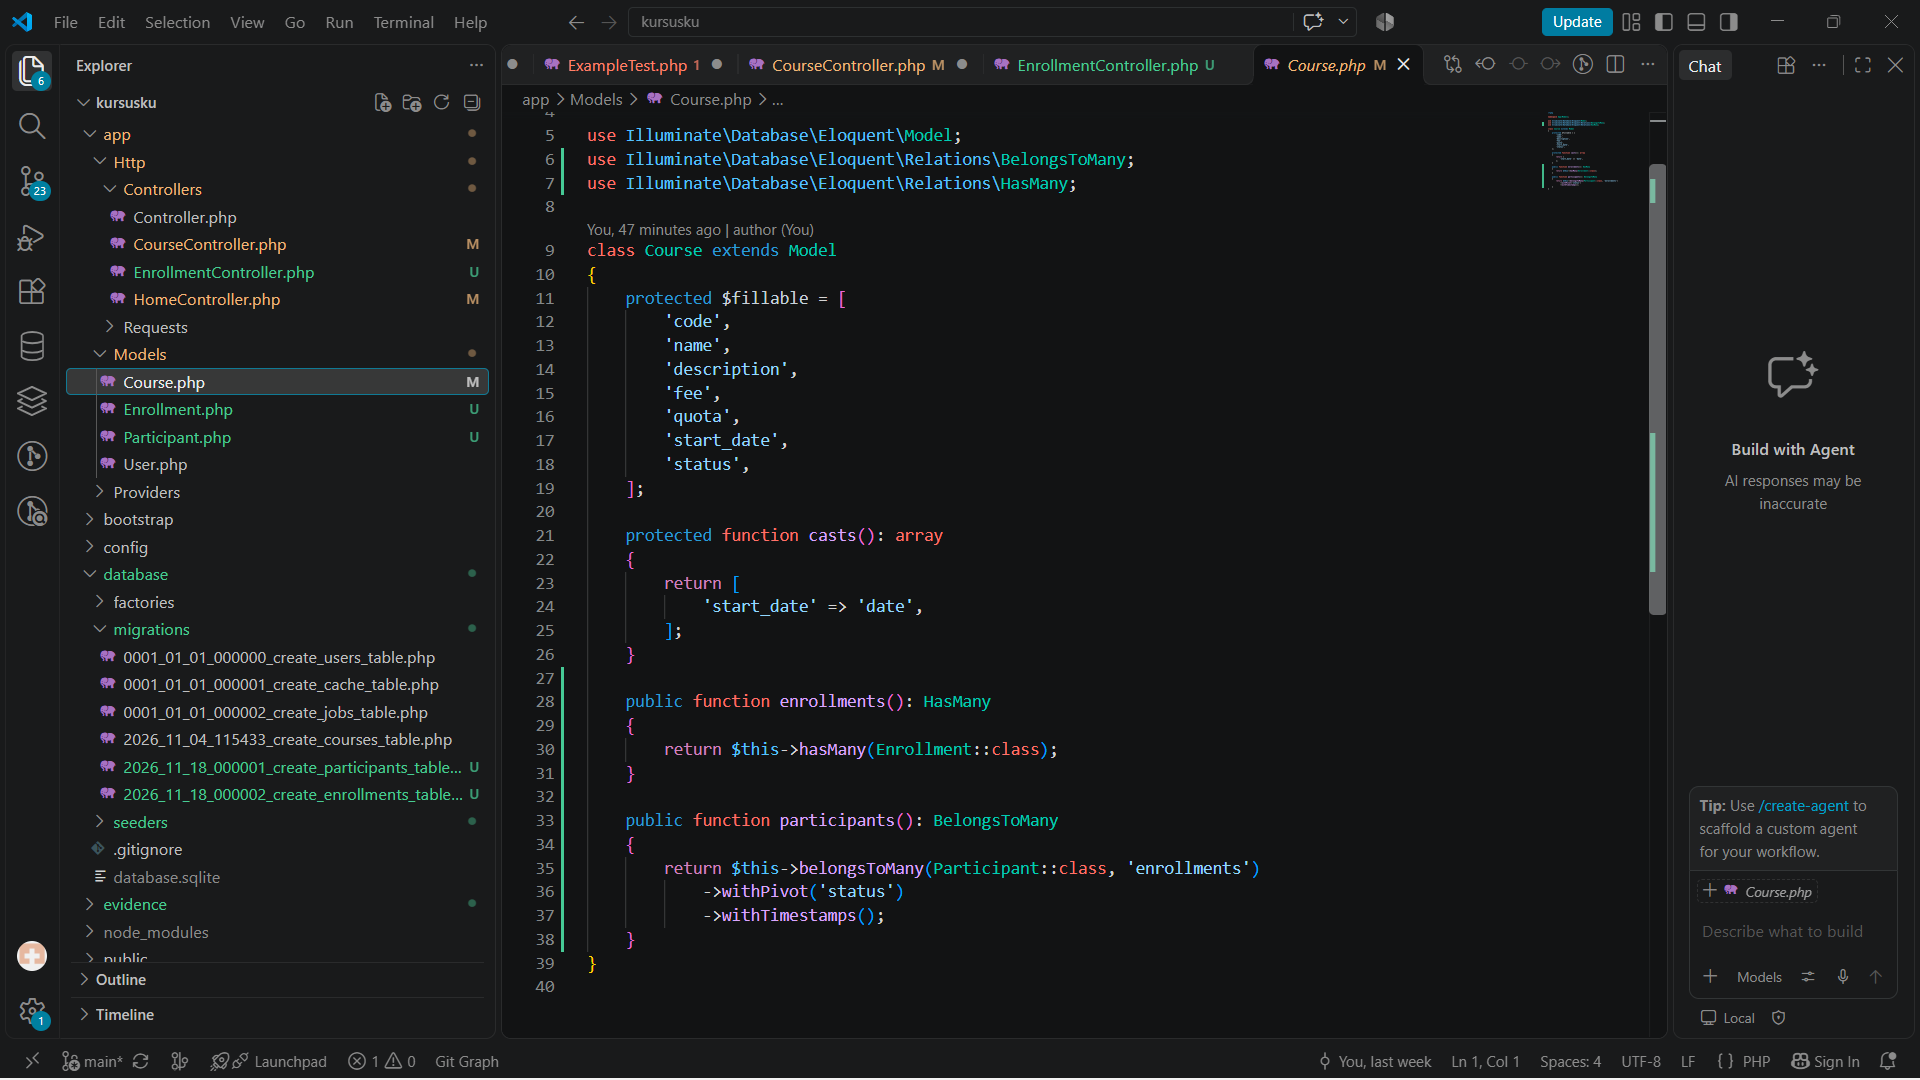 File Edit Selection View Go Run Terminal Help
kursusku
Update
Explorer
kursusku
app
Http
Controllers
Controller.php
CourseController.php M
EnrollmentController.php U
HomeController.php M
Requests
Models
Course.php M
Enrollment.php U
Participant.php U
User.php
Providers
bootstrap
config
database
factories
migrations
0001_01_01_000000_create_users_table.php
0001_01_01_000001_create_cache_table.php
0001_01_01_000002_create_jobs_table.php
2026_11_04_115433_create_courses_table.php
2026_11_18_000001_create_participants_table... U
2026_11_18_000002_create_enrollments_table... U
seeders
.gitignore
database.sqlite
evidence
node_modules
public
Outline
Timeline
6
23
1
ExampleTest.php 1
CourseController.php M
EnrollmentController.php U
Course.php M
app > Models > Course.php > ...
4
5 use Illuminate\Database\Eloquent\Model;
6 use Illuminate\Database\Eloquent\Relations\BelongsToMany;
7 use Illuminate\Database\Eloquent\Relations\HasMany;
8
You, 47 minutes ago | author (You)
9 class Course extends Model
10 {
11 protected $fillable = [
12 'code',
13 'name',
14 'description',
15 'fee',
16 'quota',
17 'start_date',
18 'status',
19 ];
20
21 protected function casts(): array
22 {
23 return [
24 'start_date' => 'date',
25 ];
26 }
27
28 public function enrollments(): HasMany
29 {
30 return $this->hasMany(Enrollment::class);
31 }
32
33 public function participants(): BelongsToMany
34 {
35 return $this->belongsToMany(Participant::class, 'enrollments')
36 ->withPivot('status')
37 ->withTimestamps();
38 }
39 }
40
Chat
Build with Agent
AI responses may be
inaccurate
Tip: Use /create-agent to
scaffold a custom agent
for your workflow.
Course.php
Describe what to build
Models
Local
main*
Launchpad
1 0
Git Graph
You, last week
Ln 1, Col 1
Spaces: 4
UTF-8
LF
{ } PHP
Sign In